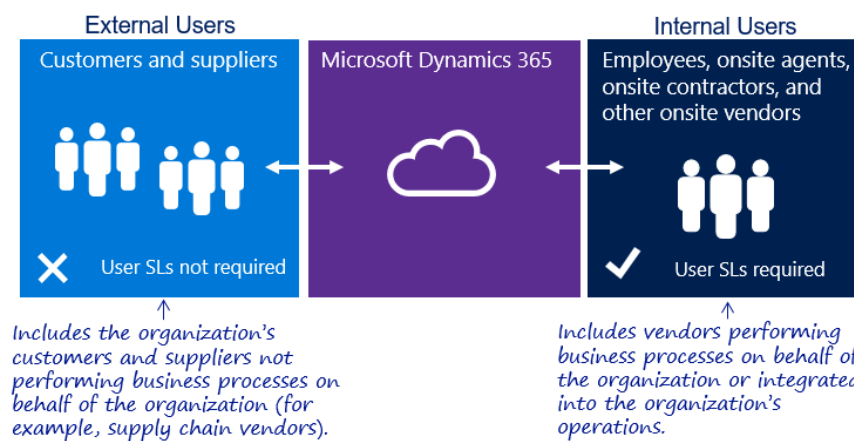 External Users
Customers and suppliers
User SLs not required
Includes the organization's
customers and suppliers not
performing business processes on
behalf of the organization (for
example, supply chain vendors).
Microsoft Dynamics 365
Internal Users
Employees, onsite agents,
onsite contractors, and
other onsite vendors
User SLs required
Includes vendors performing
business processes on behalf of
the organization or integrated
into the organization's
operations.